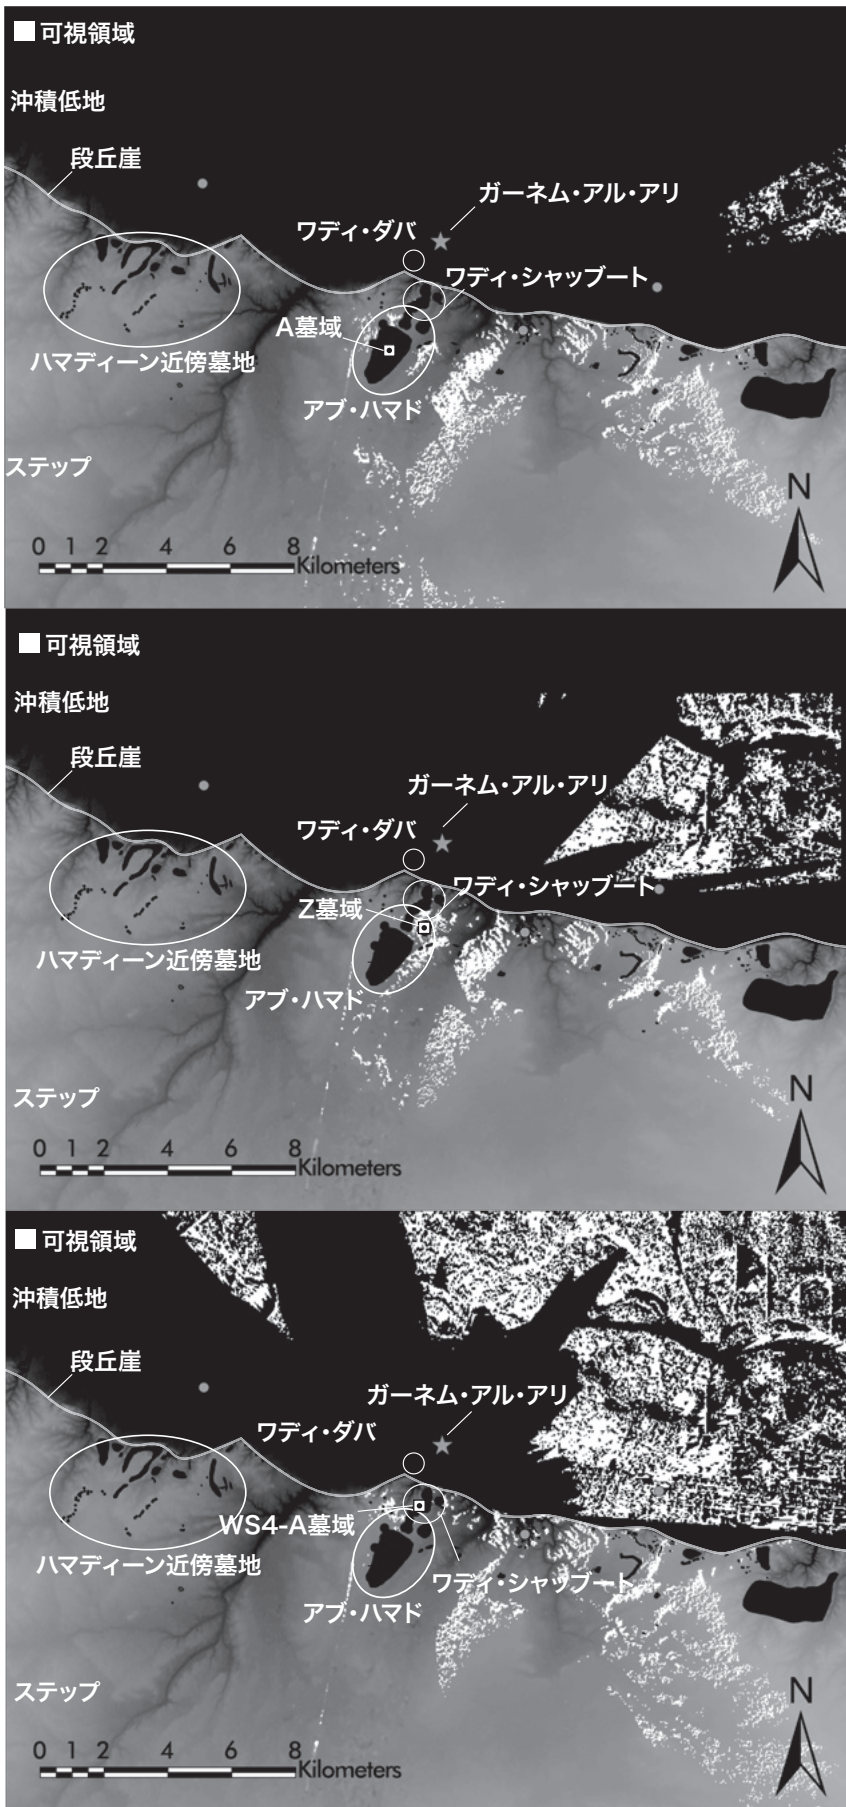 可視領域
沖積低地
段丘崖
ガーネム・アル・アリ
ワディ・ダバ
ワディ・シャッブート
A墓域
ハマディーン近傍墓地
アブ・ハマド
ステップ
N
0 1 2 4 6 8
Kilometers
可視領域
沖積低地
段丘崖
ガーネム・アル・アリ
ワディ・ダバ
ワディ・シャッブート
Z墓域
ハマディーン近傍墓地
アブ・ハマド
ステップ
N
0 1 2 4 6 8
Kilometers
可視領域
沖積低地
段丘崖
ガーネム・アル・アリ
ワディ・ダバ
WS4-A墓域
ハマディーン近傍墓地
ワディ・シャッブート
アブ・ハマド
ステップ
N
0 1 2 4 6 8
Kilometers